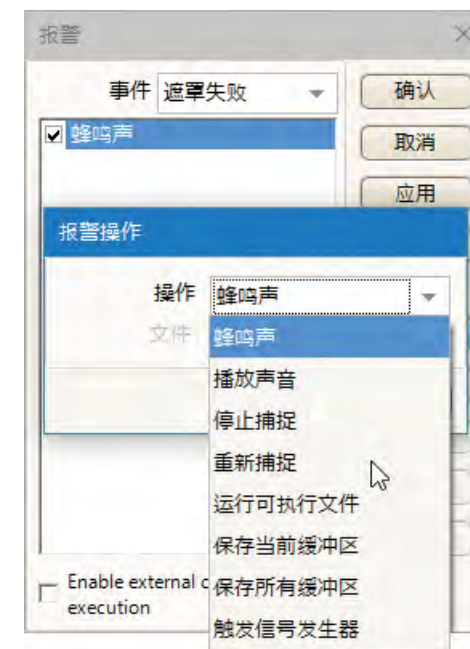 报警
事件 遮罩失败
确认
蜂鸣声
取消
应用
报警操作
操作 蜂鸣声
文件
蜂鸣声
播放声音
停止捕捉
重新捕捉
运行可执行文件
保存当前缓冲区
保存所有缓冲区
触发信号发生器
Enable external
execution